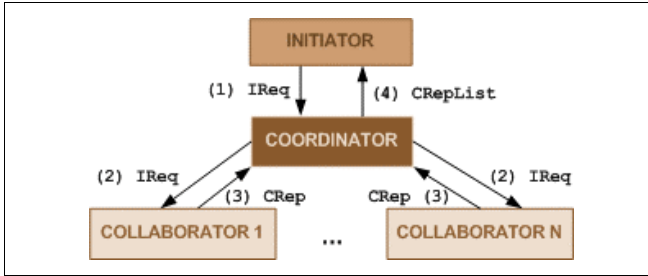 INITIATOR
(1) IReq
(4) CRepList
COORDINATOR
(2) IReq
(2) IReq
(3) CRep
CRep (3)
COLLABORATOR 1
...
COLLABORATOR N